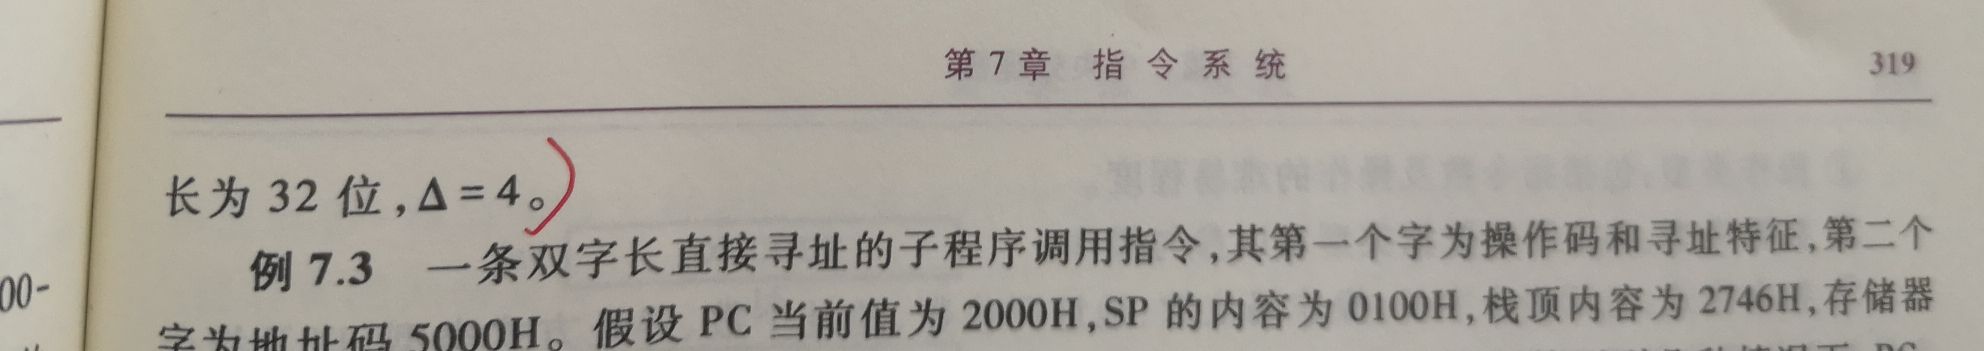 第7章 指令系统 319
长为 32 位,Δ=4。
例 7.3 一条双字长直接寻址的子程序调用指令,其第一个字为操作码和寻址特征,第二个
00-
字为地址码 5000H。假设 PC 当前值为 2000H,SP 的内容为 0100H,栈顶内容为 2746H,存储器